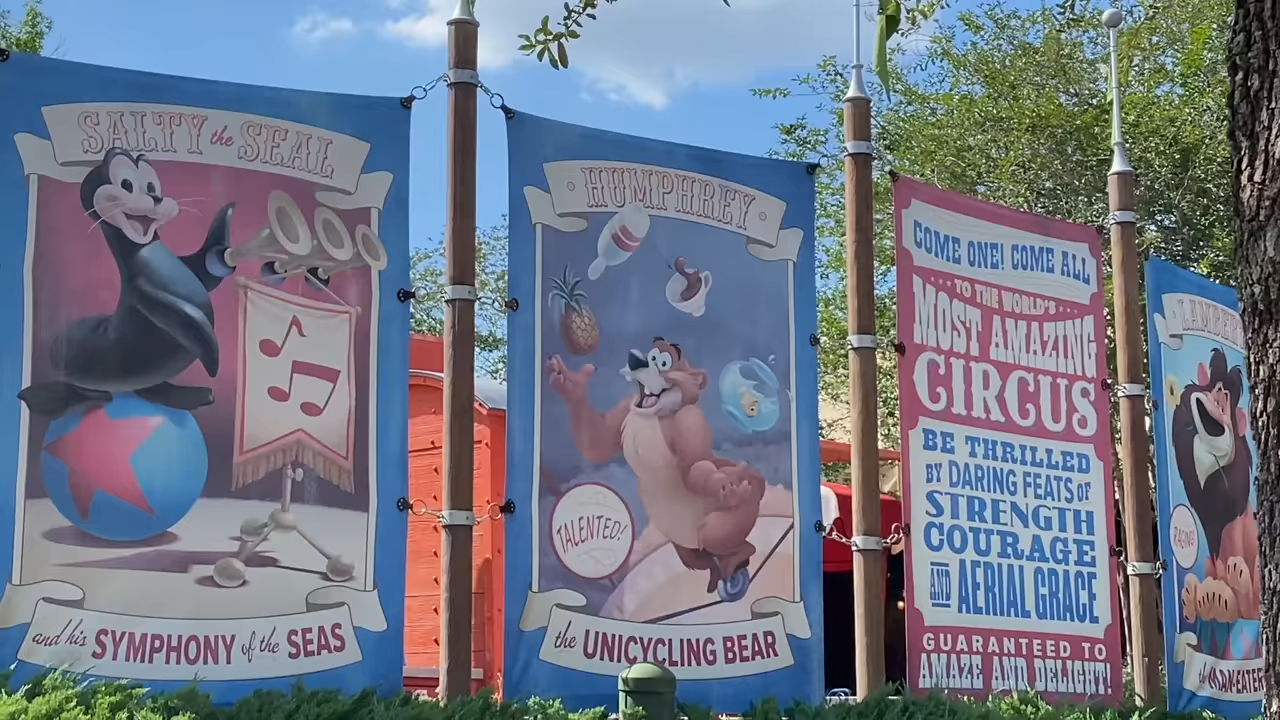 SALTY the SEAL
and his SYMPHONY of the SEAS
HUMPHREY
TALENTED!
the UNICYCLING BEAR
COME ONE! COME ALL
TO THE WORLD'S
MOST AMAZING
CIRCUS
BE THRILLED
BY DARING FEATS OF
STRENGTH
COURAGE
AND AERIAL GRACE
GUARANTEED TO
AMAZE AND DELIGHT!
RAGING!